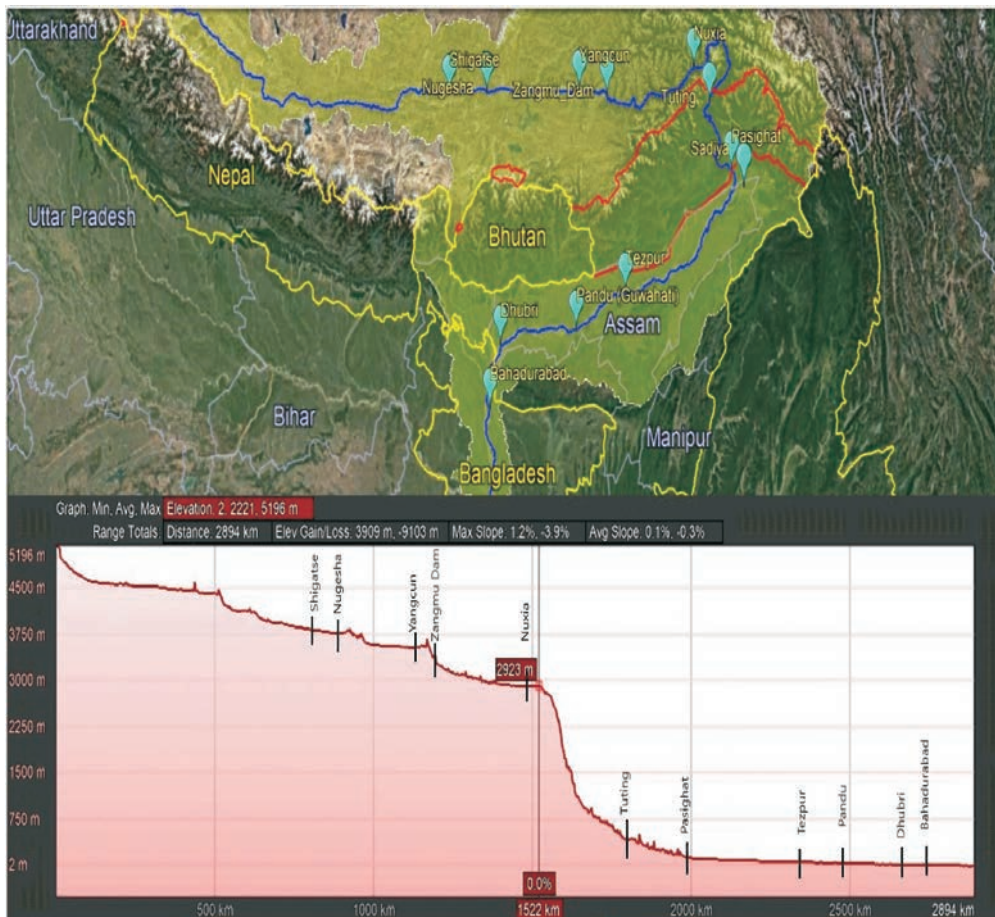 Uttarakhand
Nuxia
Shigatse
Yangcun
Nugesha
Zangmu_Dam
Tuting
Pasighat
Sadiya
Nepal
Uttar Pradesh
Bhutan
Tezpur
Pandu (Guwahati)
Dhubri
Assam
Bahadurabad
Bihar
Manipur
Bangladesh
Graph: Min, Avg, Max Elevation: 2, 2221, 5196 m
Range Totals: Distance: 2894 km Elev Gain/Loss: 3909 m, -9103 m Max Slope: 1.2%, -3.9% Avg Slope: 0.1%, -0.3%
5196 m
4500 m
3750 m
3000 m
2250 m
1500 m
750 m
2 m
Shigatse
Nugesha
Yangcun
Zangmu Dam
Nuxia
2923 m
Tuting
Pasighat
Tezpur
Pandu
Dhubri
Bahadurabad
0.0%
500 km
1000 km
1522 km
2000 km
2500 km
2894 km